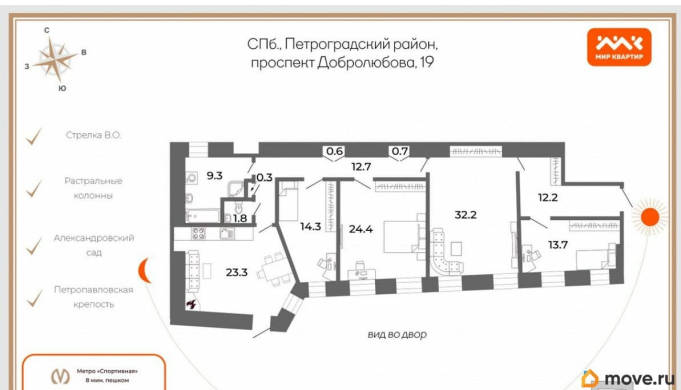 С
З
В
Ю
СПб., Петроградский район,
проспект Добролюбова, 19
МИР КВАРТИР
Стрелка В.О.
Растральные
колонны
Александровский
сад
Петропавловская
крепость
9.3
0.3
1.8
23.3
14.3
0.6
12.7
0.7
24.4
32.2
12.2
13.7
вид во двор
Метро «Спортивная»
8 мин. пешком
move.ru